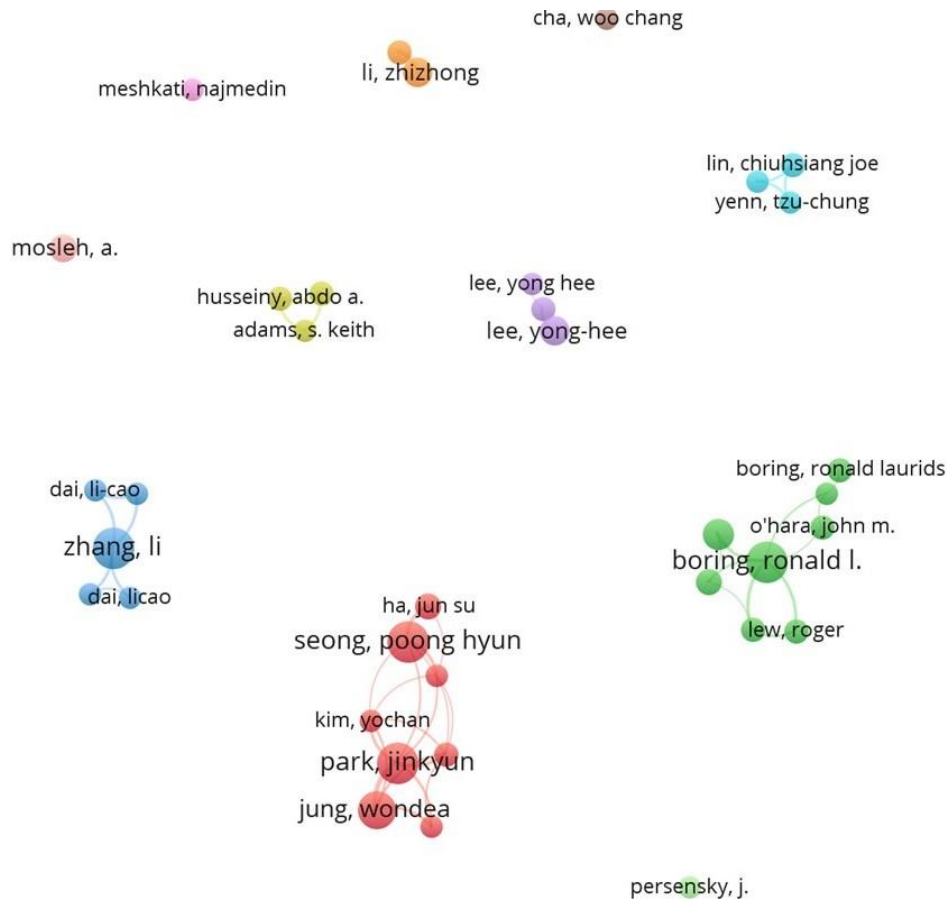 cha, woo chang
li, zhizhong
meshkati, najmedin
lin, chiuhsiang joe
yenn, tzu-chung
mosleh, a.
lee, yong hee
husseiny, abdo a.
adams, s. keith
lee, yong-hee
boring, ronald laurids
dai, li-cao
o'hara, john m.
zhang, li
boring, ronald l.
dai, licao
ha, jun su
lew, roger
seong, poong hyun
kim, yochan
park, jinkyun
jung, wondea
persensky, j.